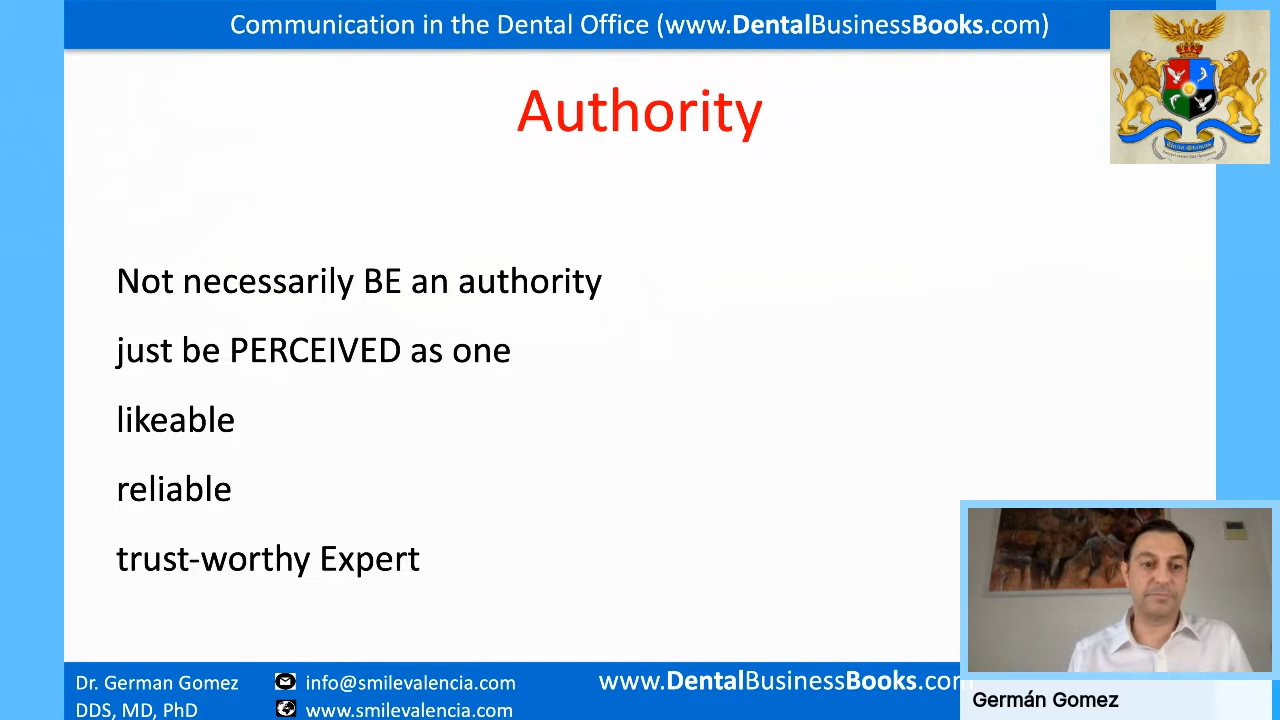 Communication in the Dental Office (www.DentalBusinessBooks.com)
Authority
Not necessarily BE an authority
just be PERCEIVED as one
likeable
reliable
trust-worthy Expert
Dr. German Gomez
info@smilevalencia.com
www.DentalBusinessBooks.com
DDS, MD, PhD
www.smilevalencia.com
Germán Gomez